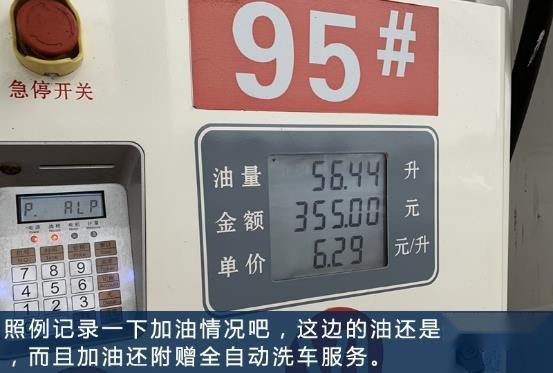 95#
急停开关
油量 56.44 升
金额 355.00 元
单价 6.29 元/升
P. ALP
7 8 9
4 5 6
1 2 3
照例记录一下加油情况吧，这边的油还是
，而且加油还附赠全自动洗车服务。